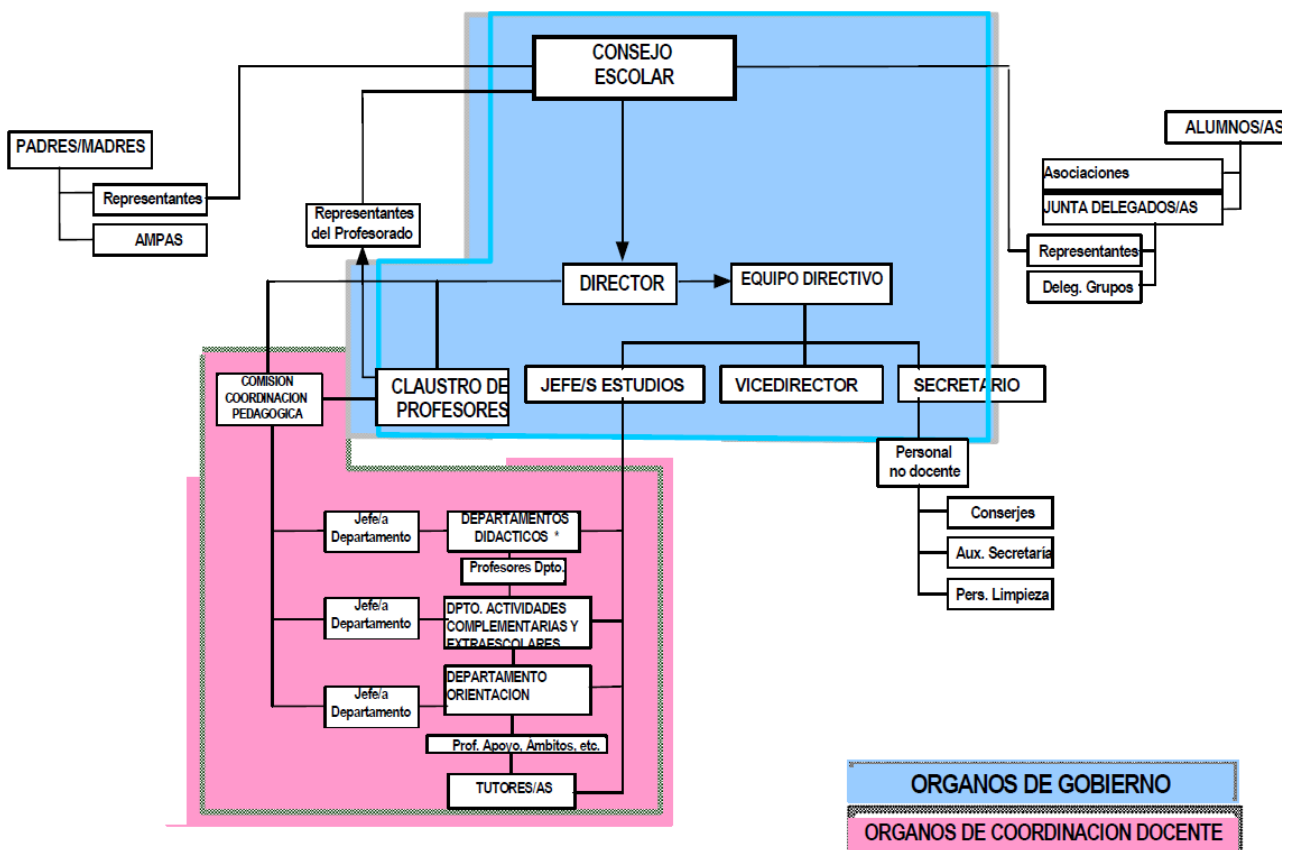 CONSEJO
ESCOLAR
PADRES/MADRES
Representantes
AMPAS
Representantes
del Profesorado
ALUMNOS/AS
Asociaciones
JUNTA DELEGADOS/AS
Representantes
Deleg. Grupos
DIRECTOR
EQUIPO DIRECTIVO
COMISION
COORDINACION
PEDAGOGICA
CLAUSTRO DE
PROFESORES
JEFE/S ESTUDIOS
VICEDIRECTOR
SECRETARIO
Personal
no docente
Conserjes
Aux. Secretaría
Pers. Limpieza
Jefe/a
Departamento
DEPARTAMENTOS
DIDACTICOS *
Profesores Dpto.
Jefe/a
Departamento
DPTO. ACTIVIDADES
COMPLEMENTARIAS Y
EXTRAESCOLARES
Jefe/a
Departamento
DEPARTAMENTO
ORIENTACION
Prof. Apoyo, Ambitos, etc.
TUTORES/AS
ORGANOS DE GOBIERNO
ORGANOS DE COORDINACION DOCENTE